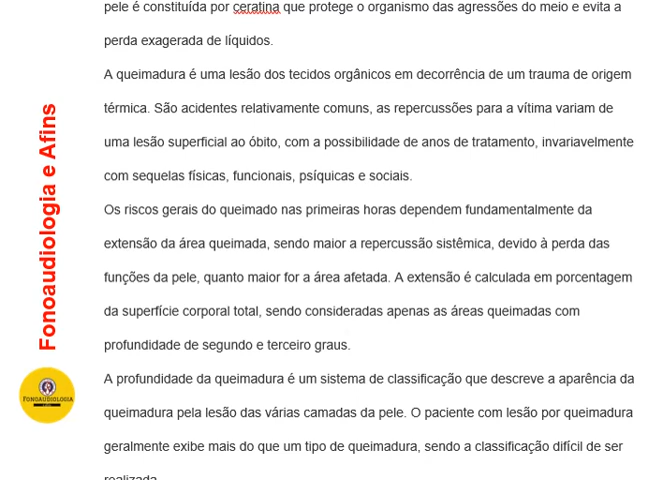 pele é constituída por ceratina que protege o organismo das agressões do meio e evita a
perda exagerada de líquidos.
A queimadura é uma lesão dos tecidos orgânicos em decorrência de um trauma de origem
térmica. São acidentes relativamente comuns, as repercussões para a vítima variam de
uma lesão superficial ao óbito, com a possibilidade de anos de tratamento, invariavelmente
com sequelas físicas, funcionais, psíquicas e sociais.
Os riscos gerais do queimado nas primeiras horas dependem fundamentalmente da
extensão da área queimada, sendo maior a repercussão sistêmica, devido à perda das
funções da pele, quanto maior for a área afetada. A extensão é calculada em porcentagem
da superfície corporal total, sendo consideradas apenas as áreas queimadas com
profundidade de segundo e terceiro graus.
A profundidade da queimadura é um sistema de classificação que descreve a aparência da
queimadura pela lesão das várias camadas da pele. O paciente com lesão por queimadura
geralmente exibe mais do que um tipo de queimadura, sendo a classificação difícil de ser
realizada
Fonoaudiologia e Afins
FONOAUDIOLOGIA